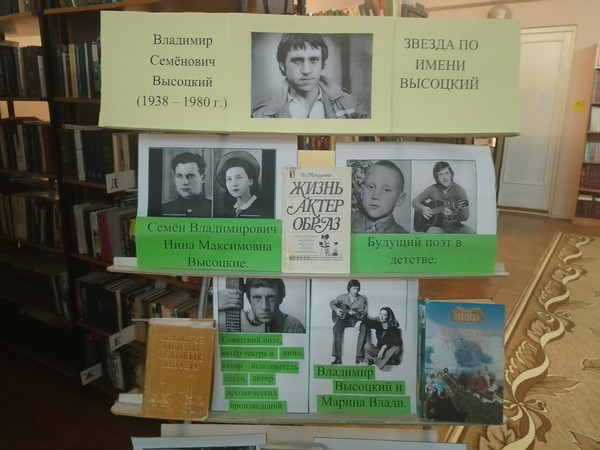 Владимир
Семёнович
Высоцкий
(1938 – 1980 г.)
ЗВЕЗДА ПО
ИМЕНИ
ВЫСОЦКИЙ
Семён Владимирович
Нина Максимовна
Высоцкие.
ЖИЗНЬ
АКТЕР
ОБРАЗ
Будущий поэт в
детстве.
Советский поэт,
актёр театра и кино,
автор – исполнитель
песен, автор
прозаических
произведений
Владимир
Высоцкий и
Марина Влади.
Д
Е
Ж